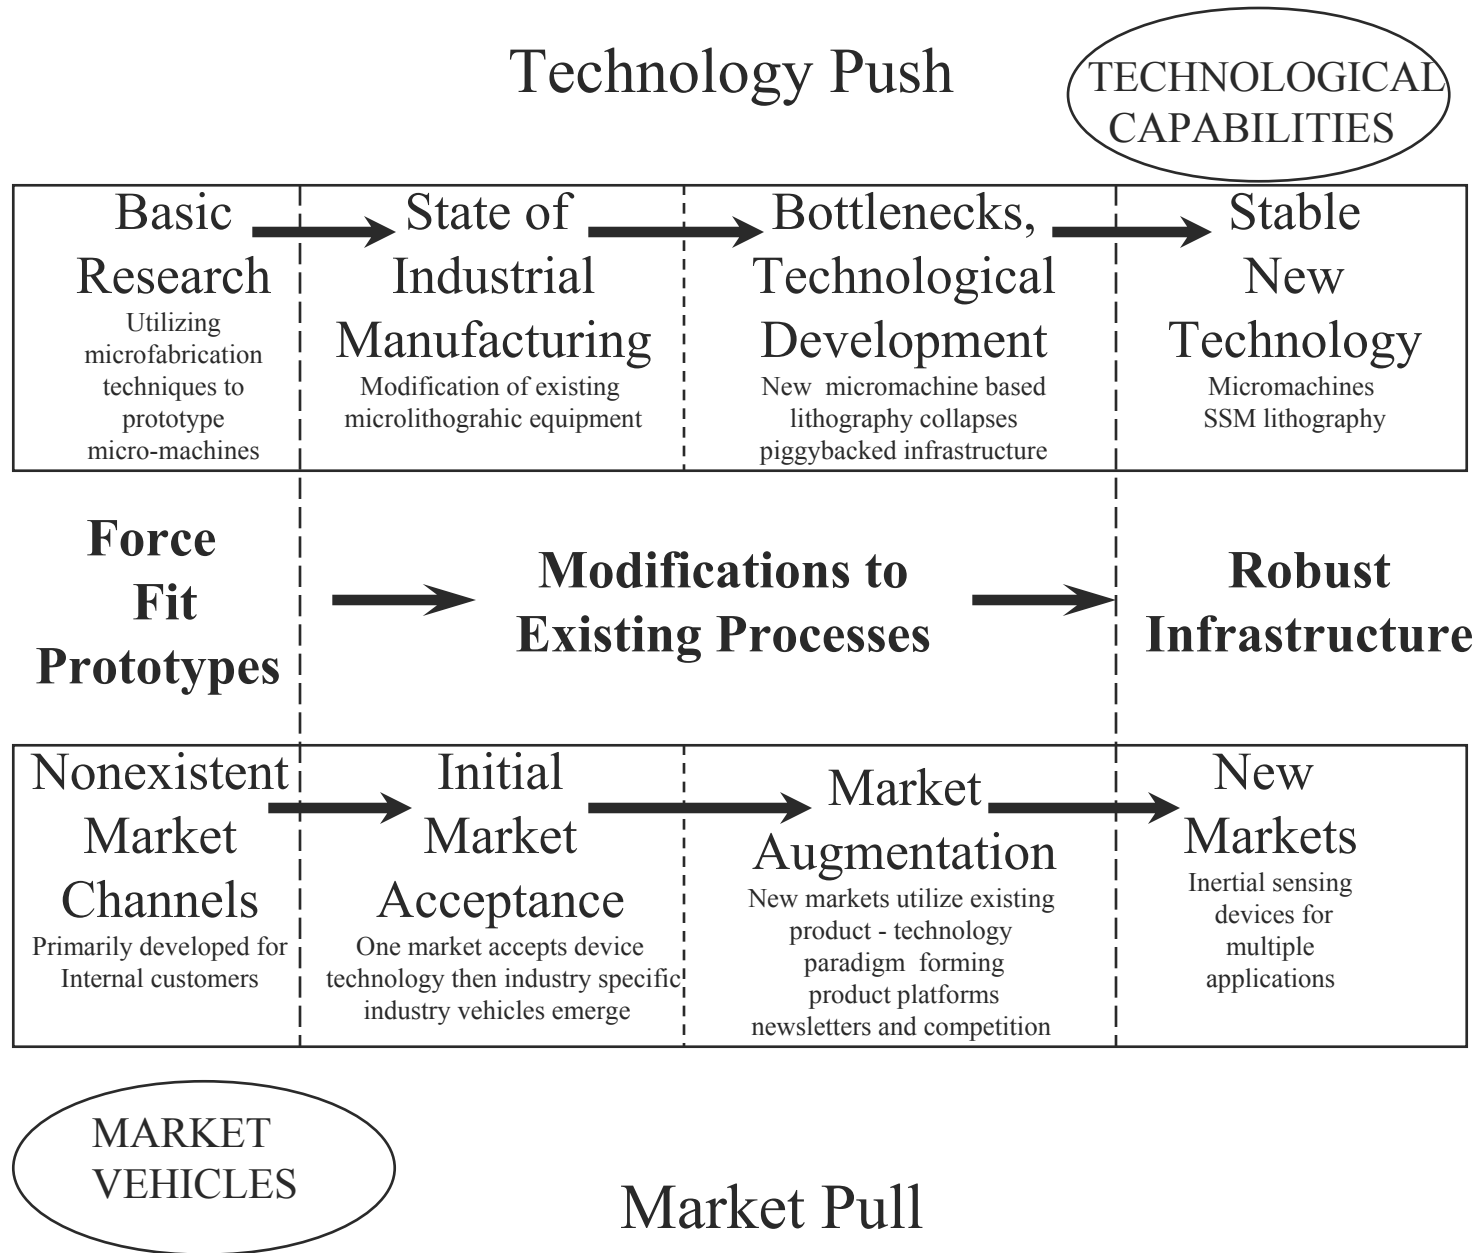 Technology Push
TECHNOLOGICAL
CAPABILITIES
Basic
Research
Utilizing
microfabrication
techniques to
prototype
micro-machines
State of
Industrial
Manufacturing
Modification of existing
microlithograhic equipment
Bottlenecks,
Technological
Development
New micromachine based
lithography collapses
piggybacked infrastructure
Stable
New
Technology
Micromachines
SSM lithography
Force
Fit
Prototypes
Modifications to
Existing Processes
Robust
Infrastructure
Nonexistent
Market
Channels
Primarily developed for
Internal customers
Initial
Market
Acceptance
One market accepts device
technology then industry specific
industry vehicles emerge
Market
Augmentation
New markets utilize existing
product - technology
paradigm forming
product platforms
newsletters and competition
New
Markets
Inertial sensing
devices for
multiple
applications
MARKET
VEHICLES
Market Pull